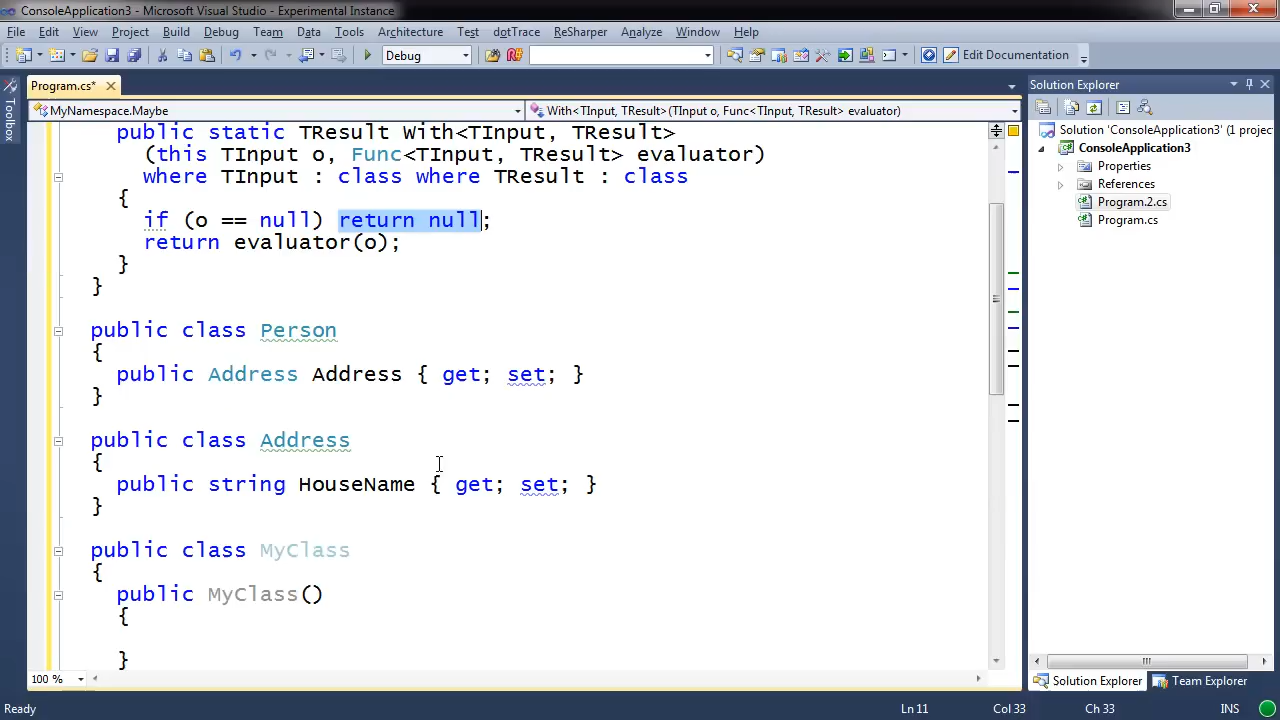 ConsoleApplication3 - Microsoft Visual Studio - Experimental Instance
File Edit View Project Build Debug Team Data Tools Architecture Test dotTrace ReSharper Analyze Window Help
Debug Edit Documentation
Toolbox
Program.cs*
MyNamespace.Maybe With<TInput, TResult>(TInput o, Func<TInput, TResult> evaluator)
public static TResult With<TInput, TResult>
(this TInput o, Func<TInput, TResult> evaluator)
where TInput : class where TResult : class
{
if (o == null) return null;
return evaluator(o);
}
}
public class Person
{
public Address Address { get; set; }
}
public class Address
{
public string HouseName { get; set; }
}
public class MyClass
{
public MyClass()
{
}
100 %
Solution Explorer
Solution 'ConsoleApplication3' (1 projec
ConsoleApplication3
Properties
References
Program.2.cs
Program.cs
Solution Explorer Team Explorer
Ready Ln 11 Col 33 Ch 33 INS